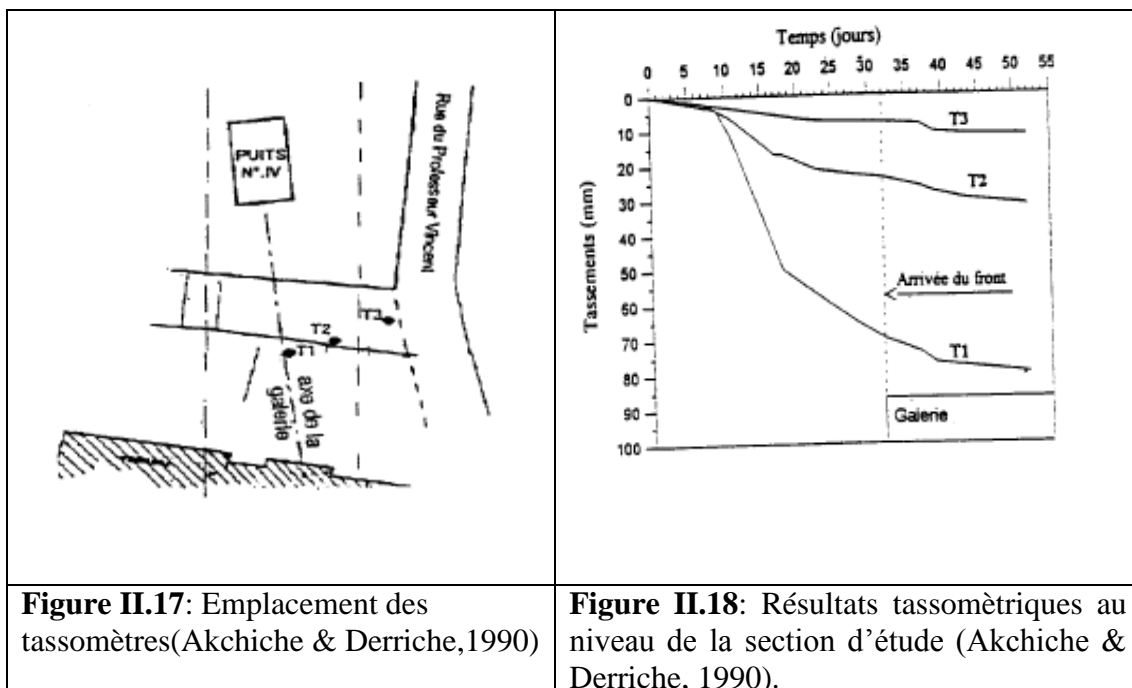 PUITS
N°.IV
Rue du Professeur Vincent
T3
T2
T1
axe de la
galerie
Figure II.17: Emplacement des
tassomètres(Akchiche & Derriche,1990)
Temps (jours)
0 5 10 15 20 25 30 35 40 45 50 55
Tassements (mm)
0
10
20
30
40
50
60
70
80
90
100
T3
T2
Arrivée du front
T1
Galerie
Figure II.18: Résultats tassomètriques au
niveau de la section d’étude (Akchiche &
Derriche, 1990).